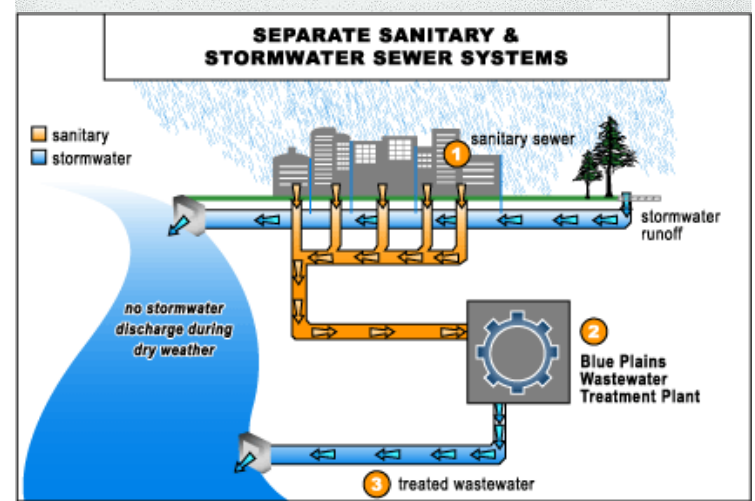 SEPARATE SANITARY &
STORMWATER SEWER SYSTEMS
sanitary
stormwater
1
sanitary sewer
stormwater
runoff
no stormwater
discharge during
dry weather
2
Blue Plains
Wastewater
Treatment Plant
3
treated wastewater